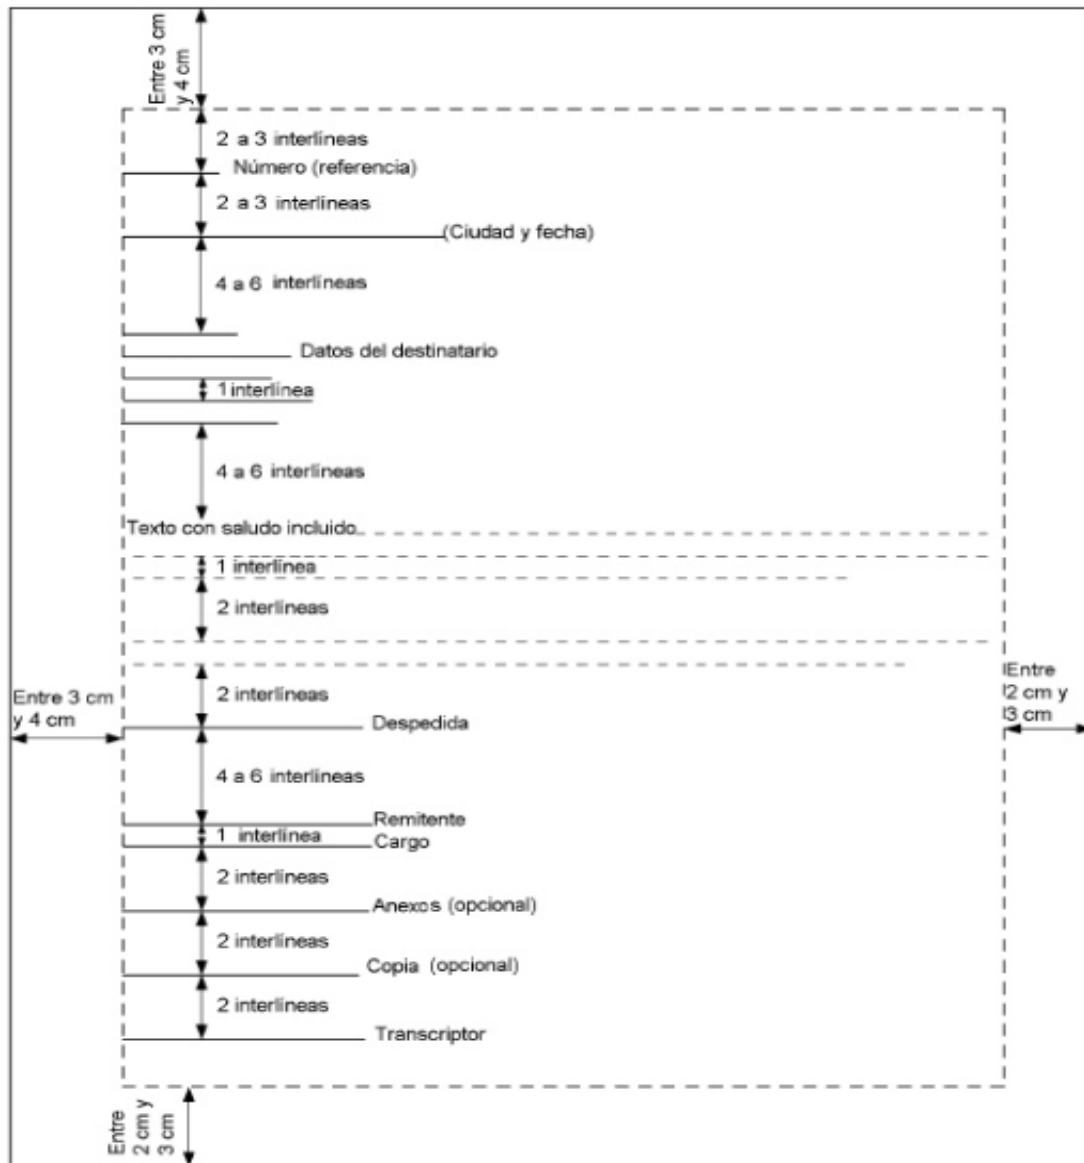 Entre 3 cm
y 4 cm
2 a 3 interlíneas
Número (referencia)
2 a 3 interlíneas
(Ciudad y fecha)
4 a 6 interlíneas
Datos del destinatario
1 interlínea
4 a 6 interlíneas
Texto con saludo incluido
1 interlínea
2 interlíneas
2 interlíneas
Entre 3 cm
y 4 cm
Entre
2 cm y
3 cm
Despedida
4 a 6 interlíneas
Remitente
1 interlínea
Cargo
2 interlíneas
Anexos (opcional)
2 interlíneas
Copia (opcional)
2 interlíneas
Transcriptor
Entre
2 cm y
3 cm